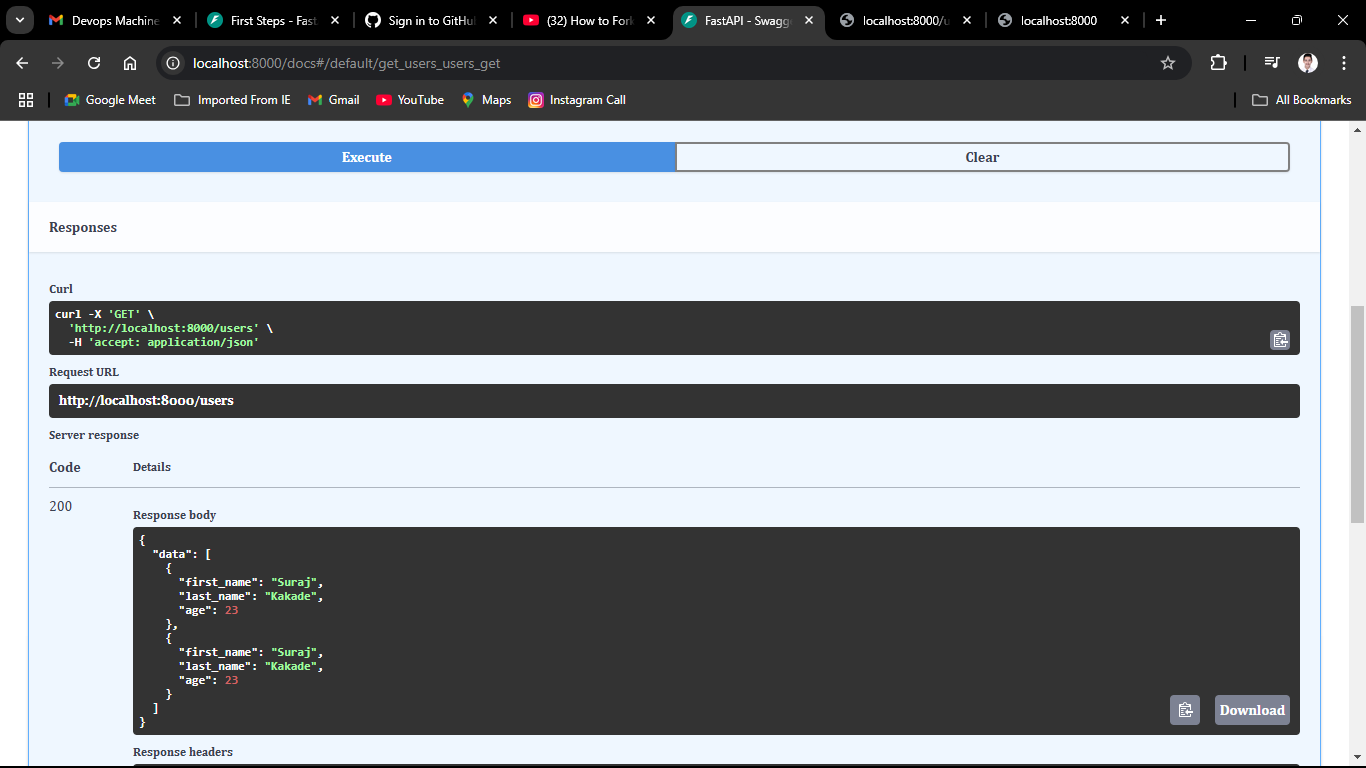 Devops Machine
First Steps - Fast
Sign in to GitHu
(32) How to Fork
FastAPI - Swagg
localhost:8000/u
localhost:8000
localhost:8000/docs#/default/get_users_users_get
Google Meet
Imported From IE
Gmail
YouTube
Maps
Instagram Call
All Bookmarks
Execute
Clear
Responses
Curl
curl -X 'GET' \
'http://localhost:8000/users' \
-H 'accept: application/json'
Request URL
http://localhost:8000/users
Server response
Code
Details
200
Response body
{
"data": [
{
"first_name": "Suraj",
"last_name": "Kakade",
"age": 23
},
{
"first_name": "Suraj",
"last_name": "Kakade",
"age": 23
}
]
}
Download
Response headers